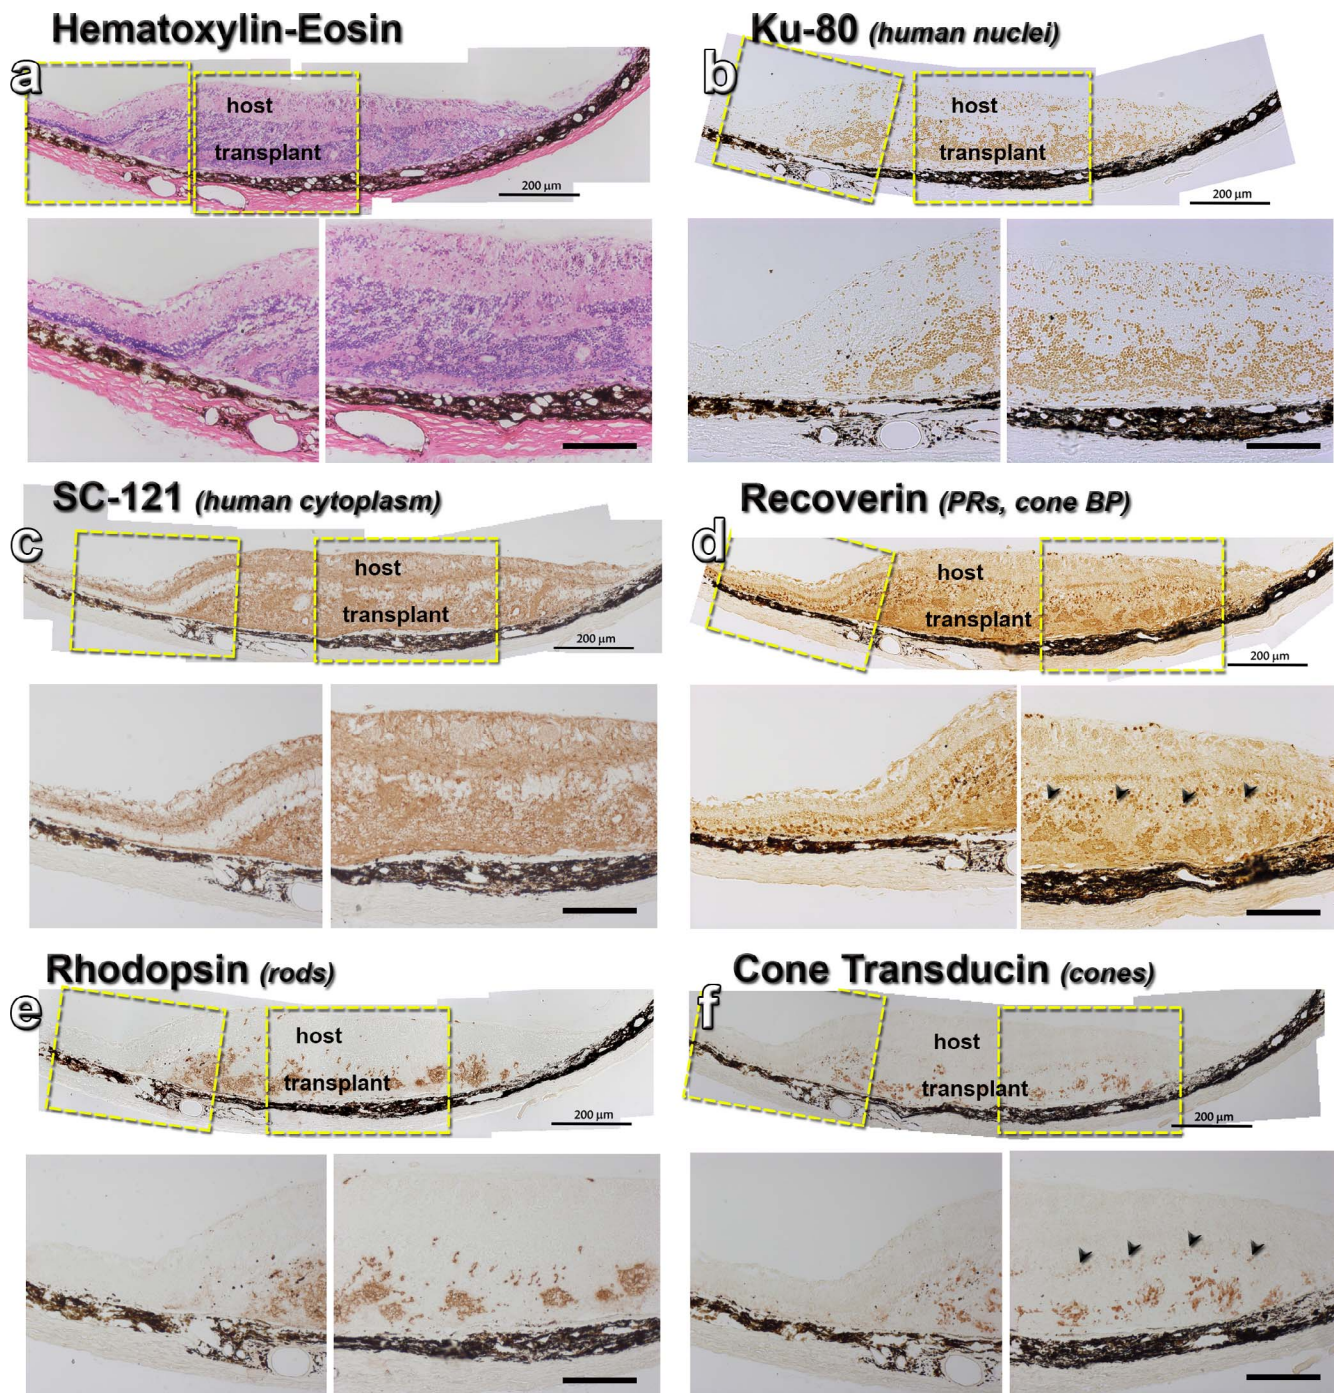 Hematoxylin-Eosin
a
host
transplant
200 μm
Ku-80 (human nuclei)
b
host
transplant
200 μm
SC-121 (human cytoplasm)
c
host
transplant
200 μm
Recoverin (PRs, cone BP)
d
host
transplant
200 μm
Rhodopsin (rods)
e
host
transplant
200 μm
Cone Transducin (cones)
f
host
transplant
200 μm